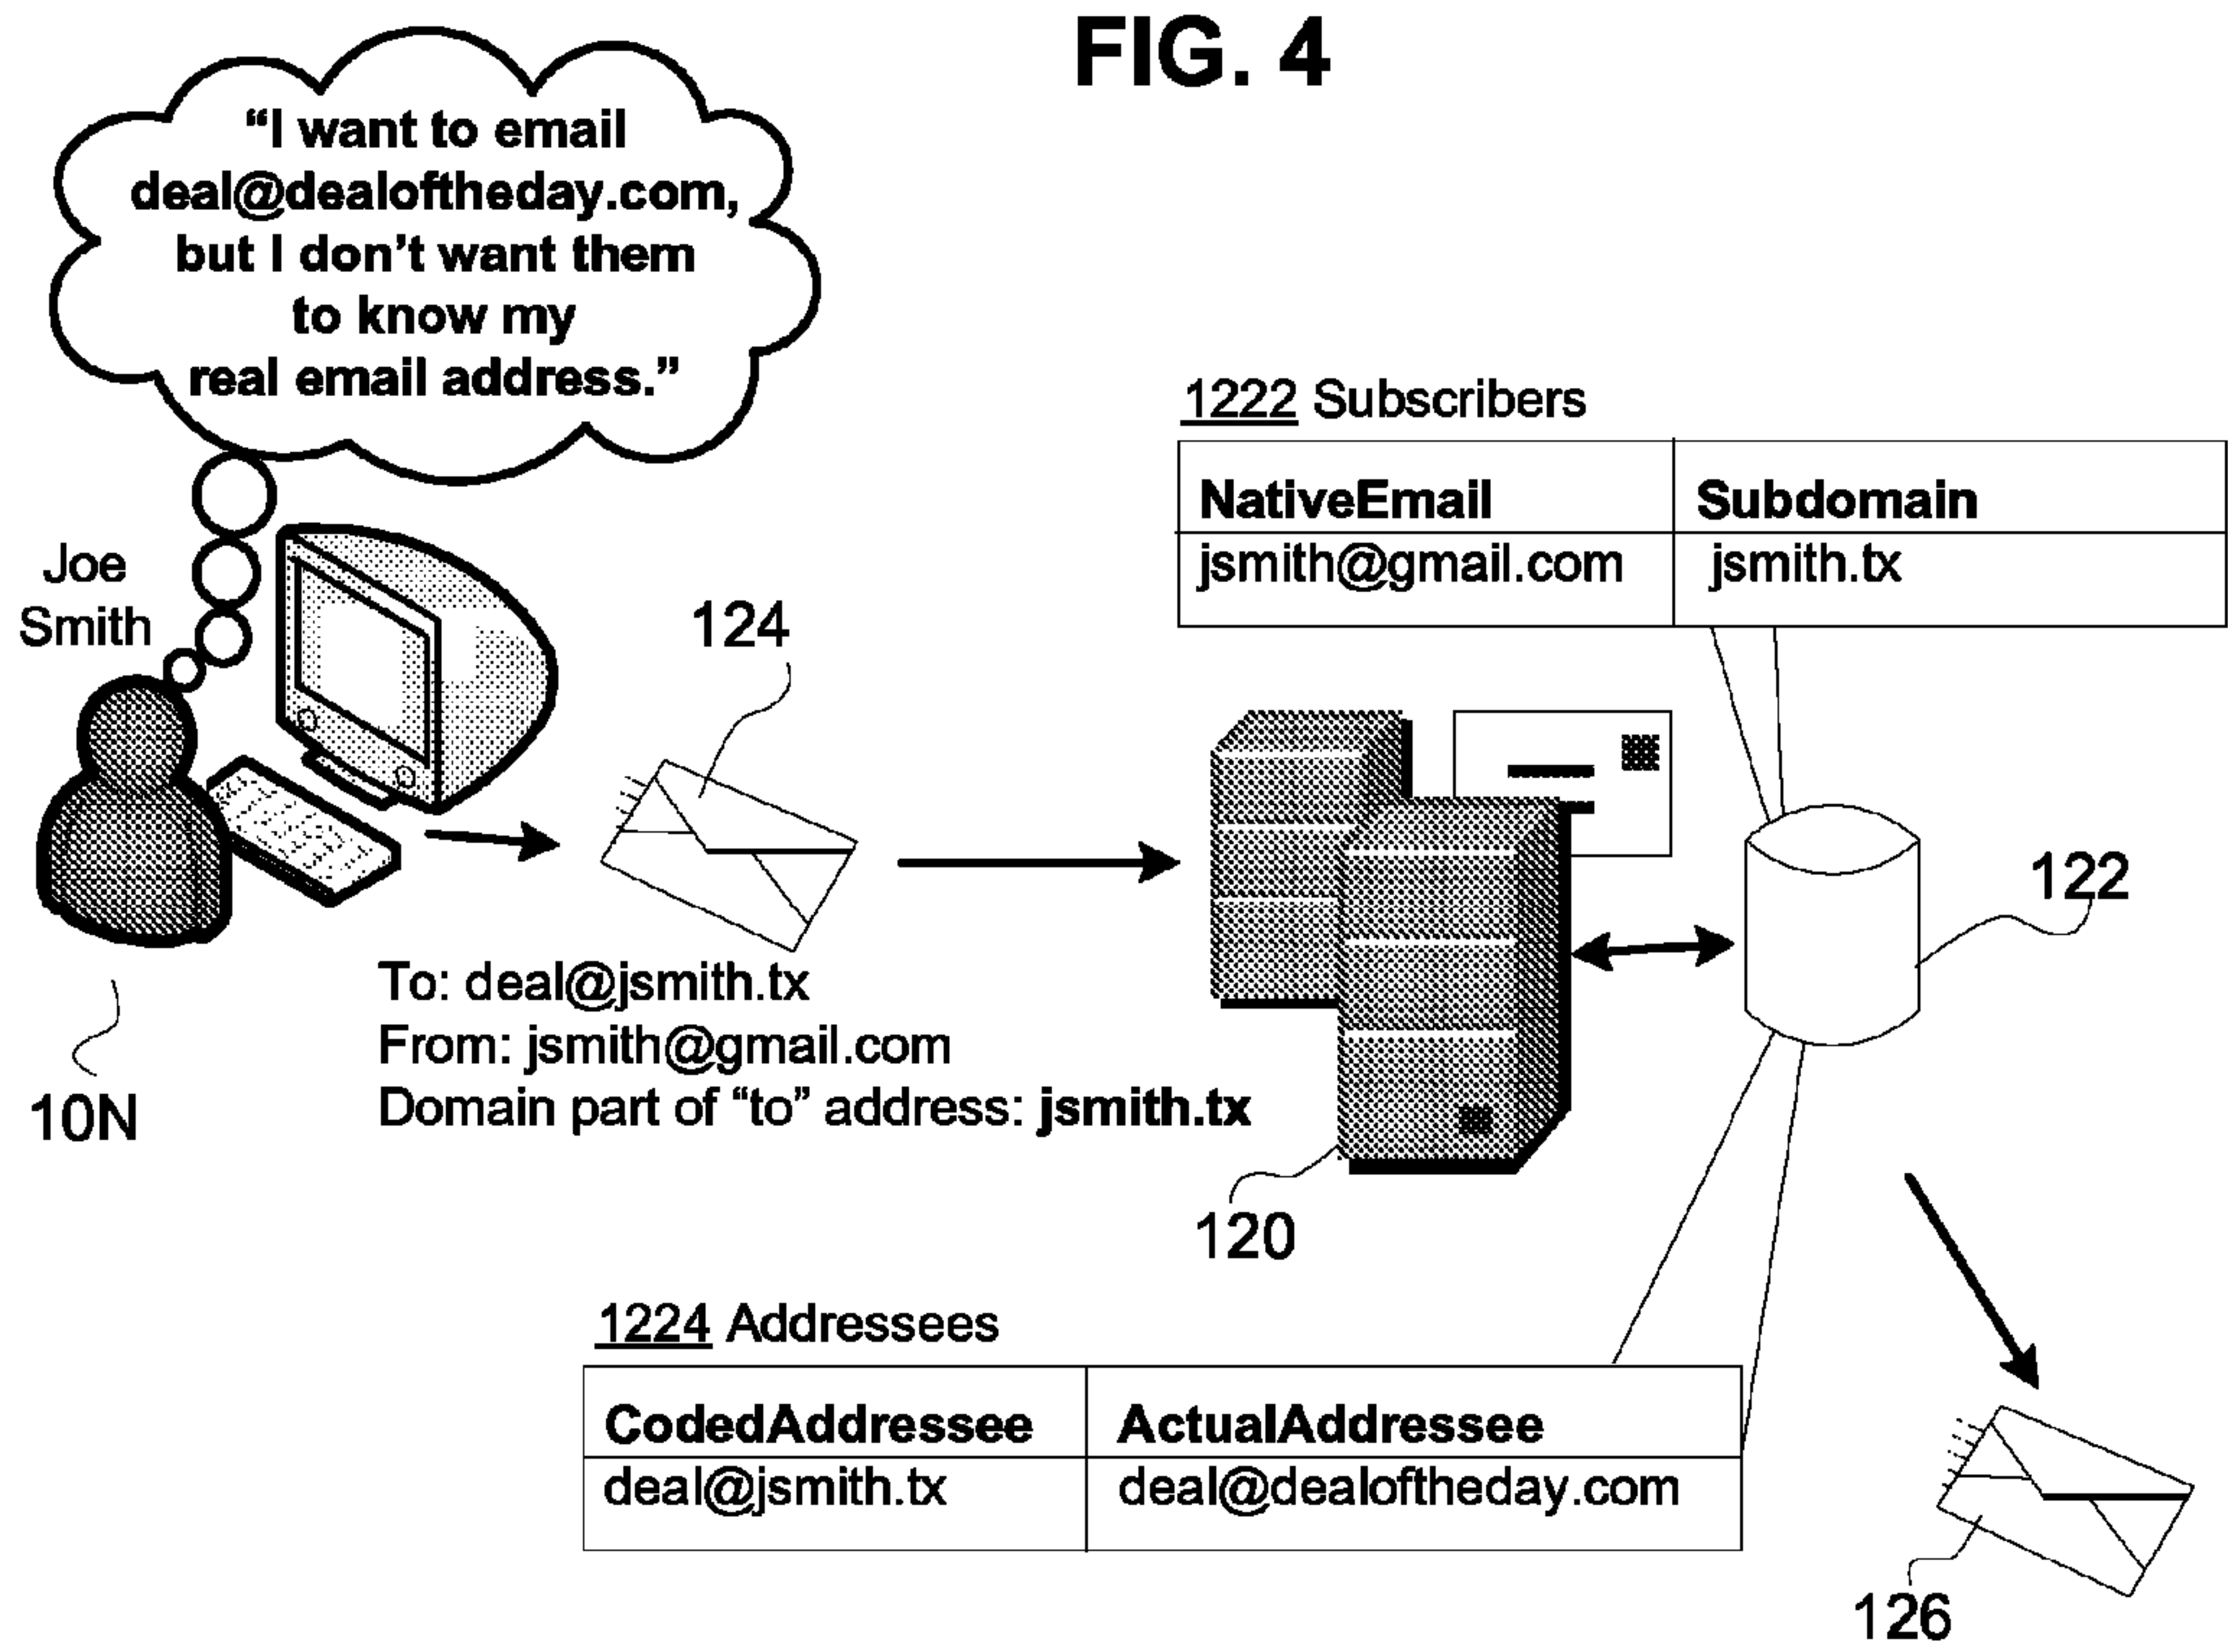 FIG. 4
“I want to email
deal@dealoftheday.com,
but I don’t want them
to know my
real email address.”
Joe
Smith
124
1222 Subscribers
NativeEmail Subdomain
jsmith@gmail.com jsmith.tx
122
To: deal@jsmith.tx
From: jsmith@gmail.com
Domain part of “to” address: jsmith.tx
10N
120
1224 Addressees
CodedAddressee ActualAddressee
deal@jsmith.tx deal@dealoftheday.com
126